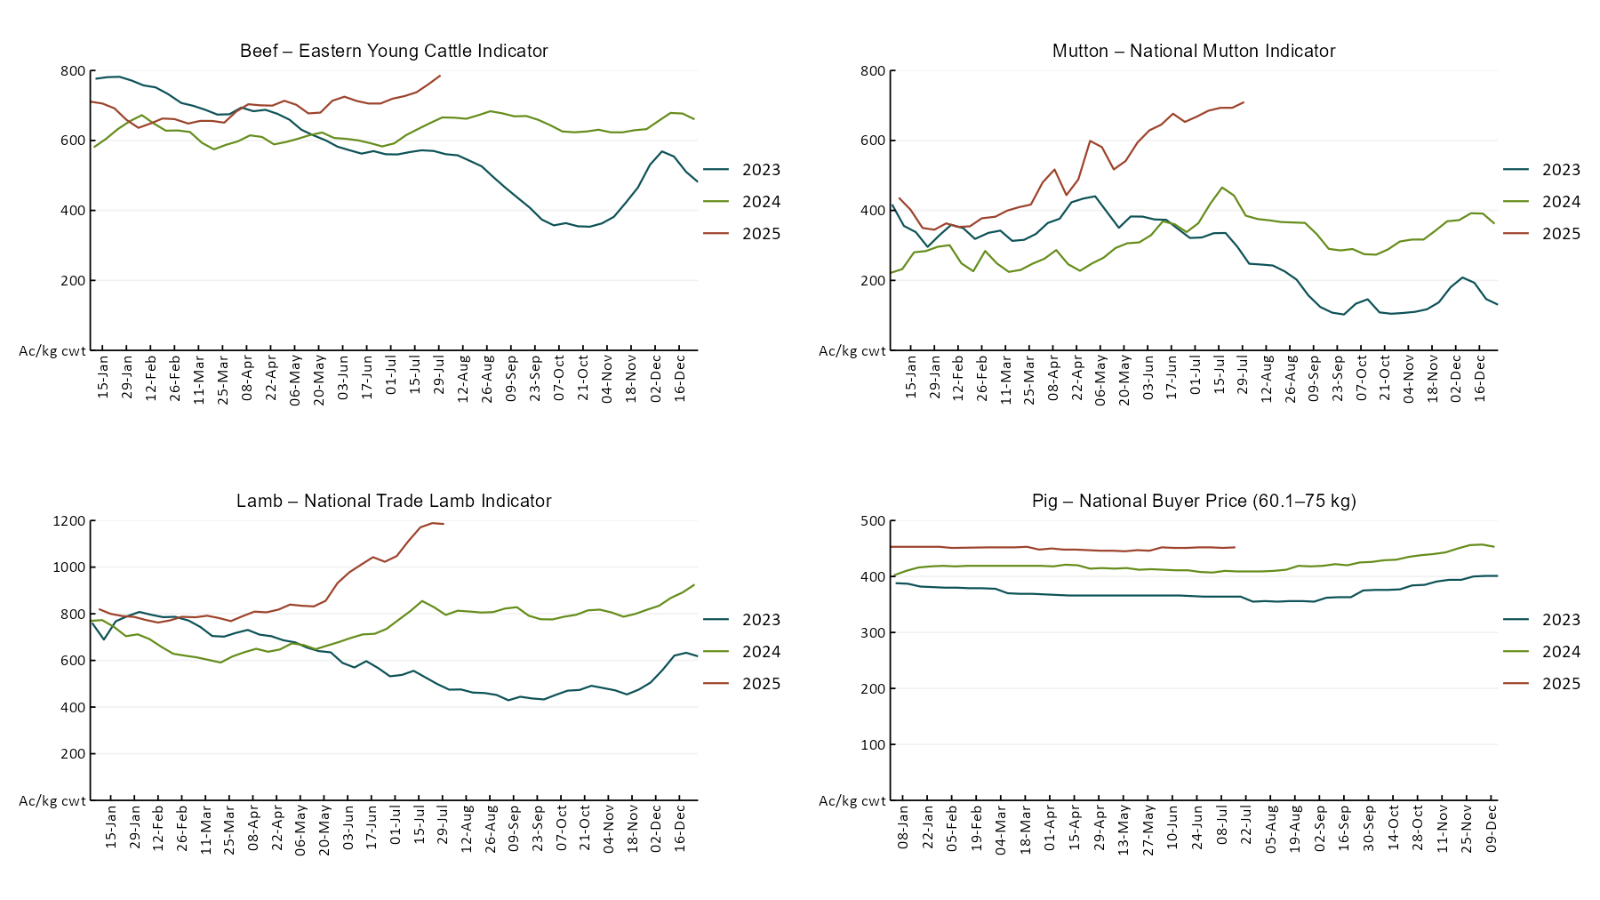 Beef – Eastern Young Cattle Indicator
800
600
400
200
Ac/kg cwt
15-Jan
29-Jan
12-Feb
26-Feb
11-Mar
25-Mar
08-Apr
22-Apr
06-May
20-May
03-Jun
17-Jun
01-Jul
15-Jul
29-Jul
12-Aug
26-Aug
09-Sep
23-Sep
07-Oct
21-Oct
04-Nov
18-Nov
02-Dec
16-Dec
2023
2024
2025
Mutton – National Mutton Indicator
800
600
400
200
Ac/kg cwt
15-Jan
29-Jan
12-Feb
26-Feb
11-Mar
25-Mar
08-Apr
22-Apr
06-May
20-May
03-Jun
17-Jun
01-Jul
15-Jul
29-Jul
12-Aug
26-Aug
09-Sep
23-Sep
07-Oct
21-Oct
04-Nov
18-Nov
02-Dec
16-Dec
2023
2024
2025
Lamb – National Trade Lamb Indicator
1200
1000
800
600
400
200
Ac/kg cwt
15-Jan
29-Jan
12-Feb
26-Feb
11-Mar
25-Mar
08-Apr
22-Apr
06-May
20-May
03-Jun
17-Jun
01-Jul
15-Jul
29-Jul
12-Aug
26-Aug
09-Sep
23-Sep
07-Oct
21-Oct
04-Nov
18-Nov
02-Dec
16-Dec
2023
2024
2025
Pig – National Buyer Price (60.1–75 kg)
500
400
300
200
100
Ac/kg cwt
08-Jan
22-Jan
05-Feb
19-Feb
04-Mar
18-Mar
01-Apr
15-Apr
29-Apr
13-May
27-May
10-Jun
24-Jun
08-Jul
22-Jul
05-Aug
19-Aug
02-Sep
16-Sep
30-Sep
14-Oct
28-Oct
11-Nov
25-Nov
09-Dec
2023
2024
2025